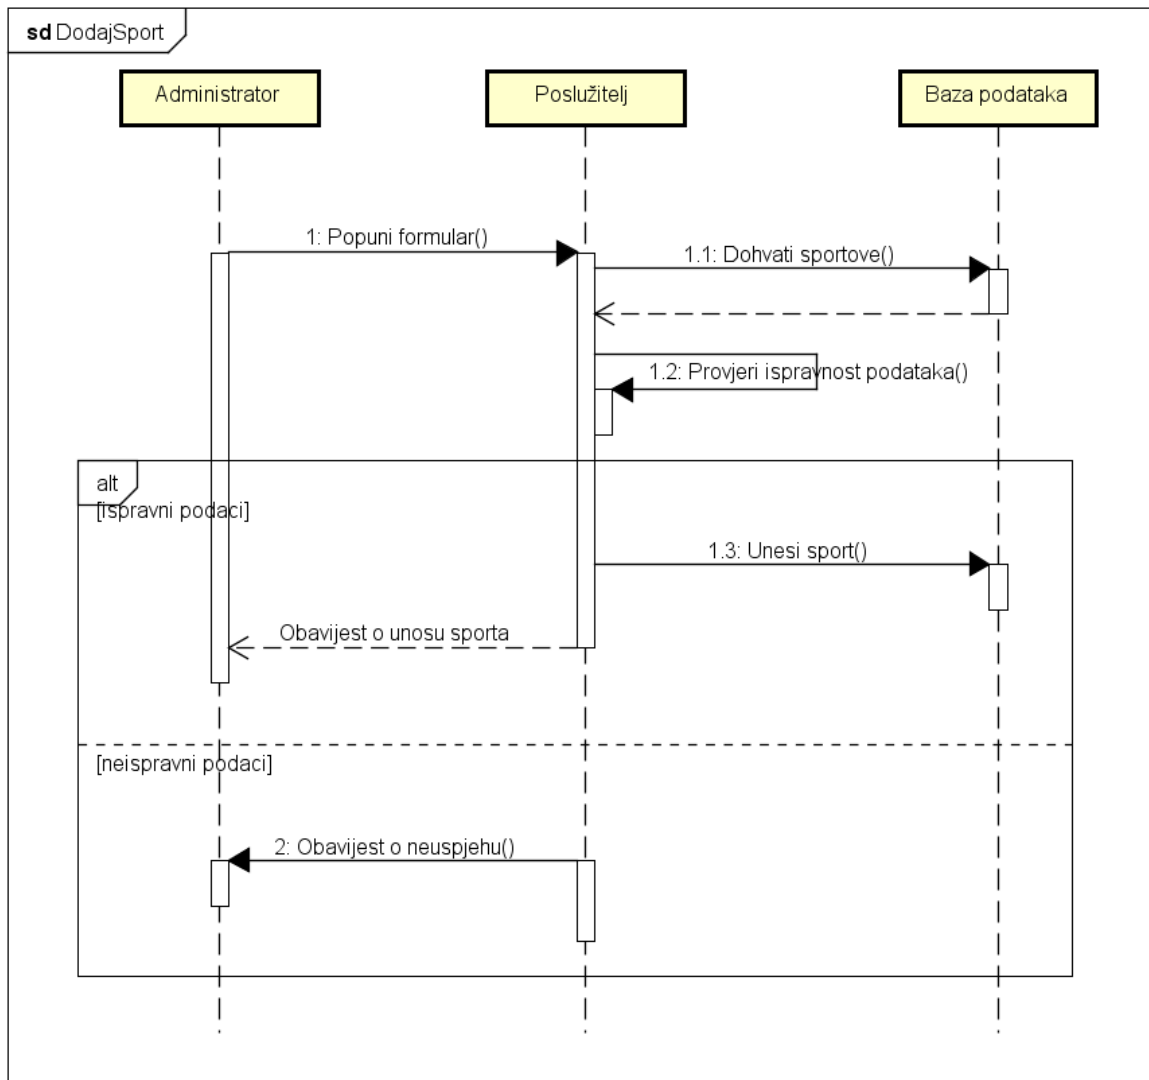 sd DodajSport
Administrator
Poslužitelj
Baza podataka
1: Popuni formular()
1.1: Dohvati sportove()
1.2: Provjeri ispravnost podataka()
alt
[ispravni podaci]
1.3: Unesi sport()
Obavijest o unosu sporta
[neispravni podaci]
2: Obavijest o neuspjehu()